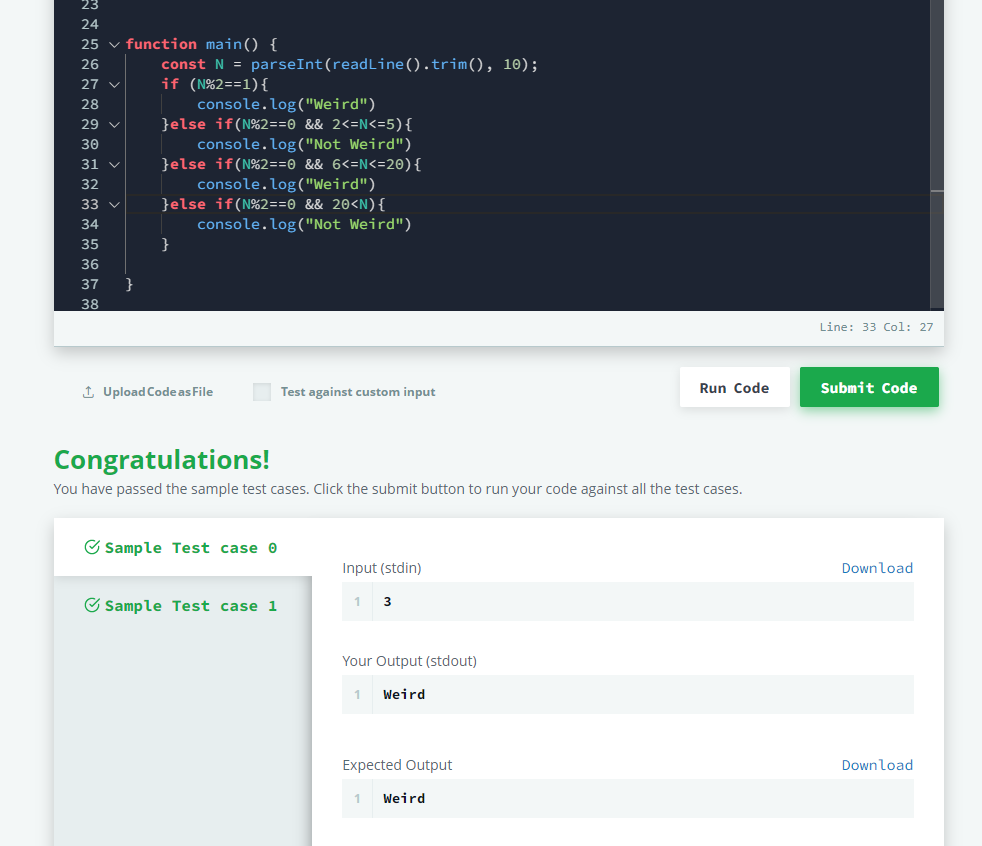 23
24
25 function main() {
26 const N = parseInt(readLine().trim(), 10);
27 if (N%2==1){
28 console.log("Weird")
29 }else if(N%2==0 && 2<=N<=5){
30 console.log("Not Weird")
31 }else if(N%2==0 && 6<=N<=20){
32 console.log("Weird")
33 }else if(N%2==0 && 20<N){
34 console.log("Not Weird")
35 }
36
37 }
38
Line: 33 Col: 27
Upload Code as File
Test against custom input
Run Code
Submit Code
Congratulations!
You have passed the sample test cases. Click the submit button to run your code against all the test cases.
Sample Test case 0
Sample Test case 1
Input (stdin)
Download
1 3
Your Output (stdout)
1 Weird
Expected Output
Download
1 Weird